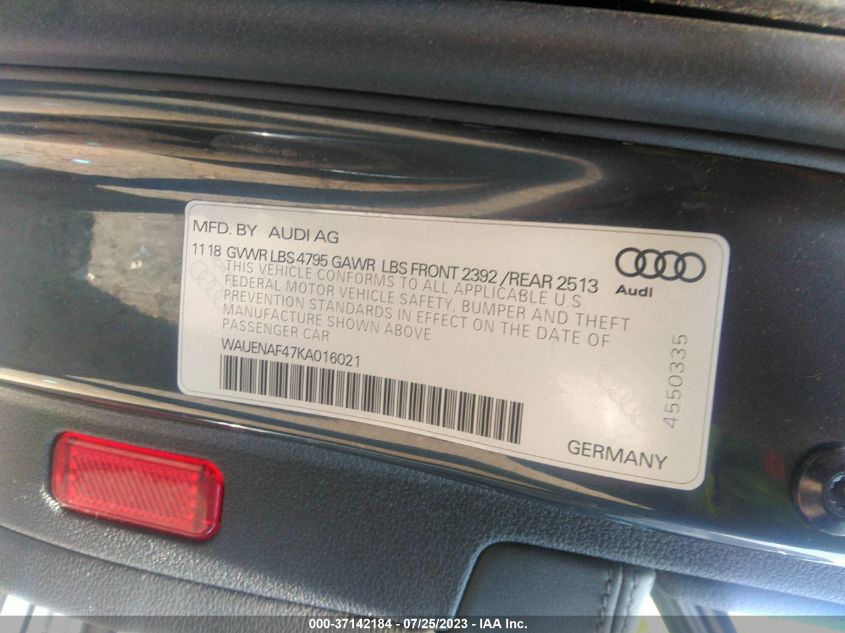 MFD. BY AUDI AG
11 18 GVWR LBS 4795 GAWR LBS FRONT 2392 /REAR 2513
THIS VEHICLE CONFORMS TO ALL APPLICABLE U S
FEDERAL MOTOR VEHICLE SAFETY, BUMPER AND THEFT
PREVENTION STANDARDS IN EFFECT ON THE DATE OF
MANUFACTURE SHOWN ABOVE
PASSENGER CAR
WAUENAF47KA016021
Audi
4550335
GERMANY
000-37142184 - 07/25/2023 - © IAA Inc.